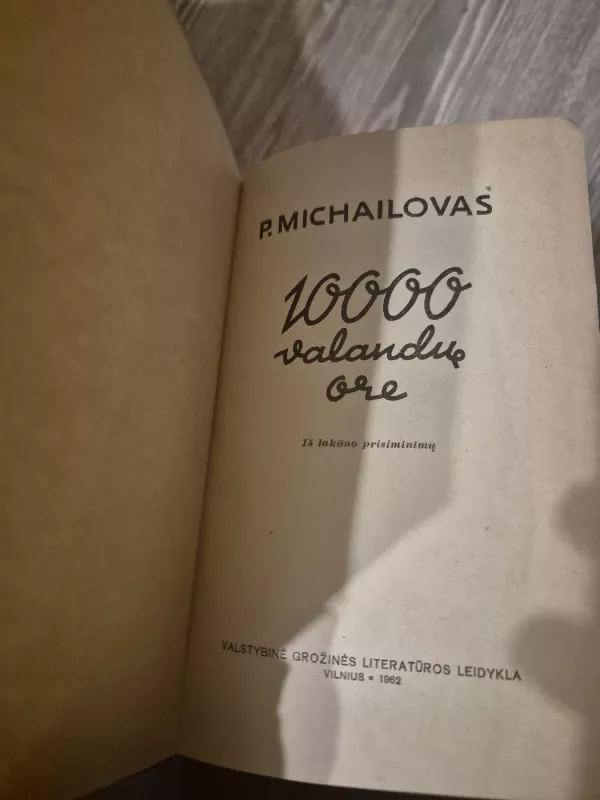 P. MICHAILOVAS
10000
valandų
ore
Iš lakūno prisiminimų
VALSTYBINĖ GROŽINĖS LITERATŪROS LEIDYKLA
VILNIUS * 1962